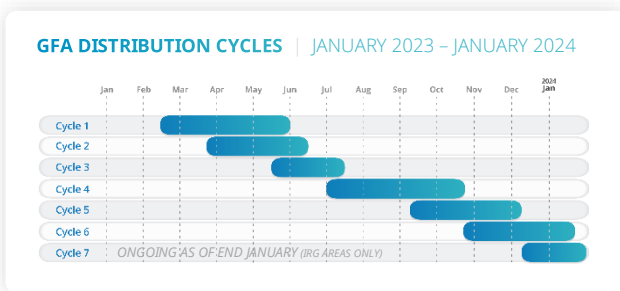 GFA DISTRIBUTION CYCLES | JANUARY 2023 – JANUARY 2024
Jan Feb Mar Apr May Jun Jul Aug Sep Oct Nov Dec 2024 Jan
Cycle 1
Cycle 2
Cycle 3
Cycle 4
Cycle 5
Cycle 6
Cycle 7 ONGOING AS OF END JANUARY (IRG AREAS ONLY)